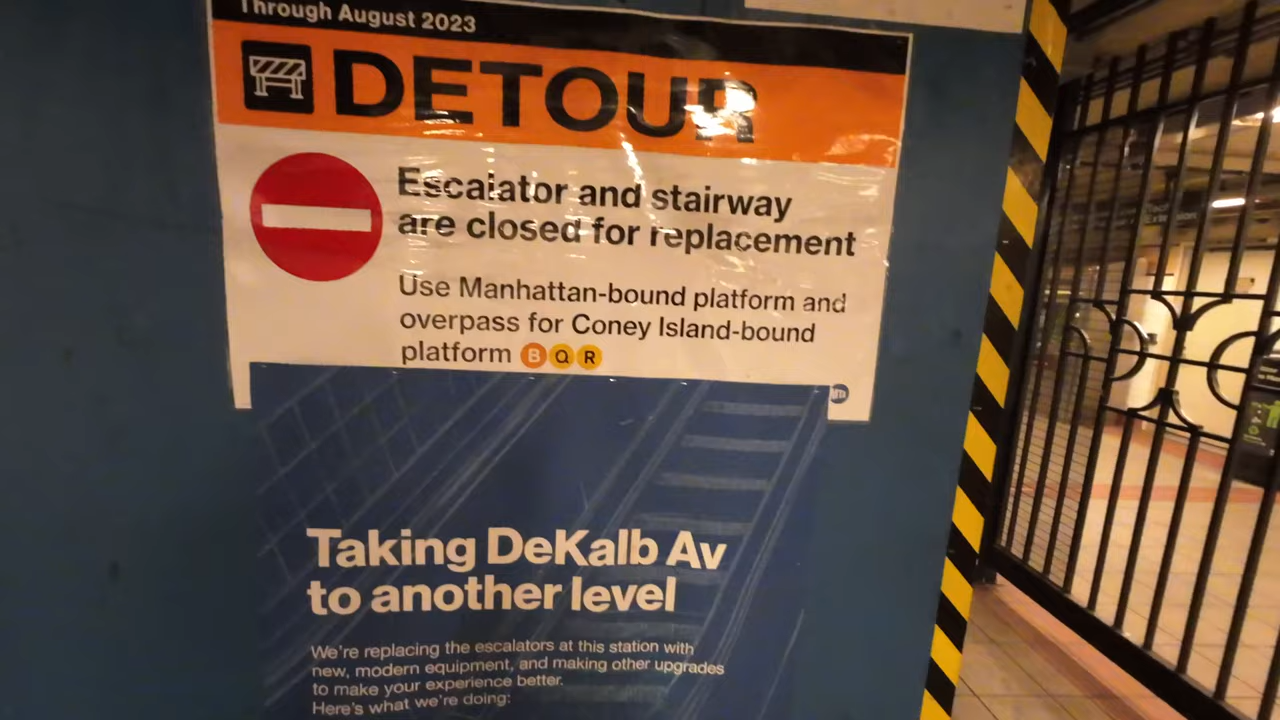 Through August 2023
DETOUR
Escalator and stairway
are closed for replacement
Use Manhattan-bound platform and
overpass for Coney Island-bound
platform B Q R
Taking DeKalb Av
to another level
We're replacing the escalators at this station with
new, modern equipment, and making other upgrades
to make your experience better.
Here's what we're doing: